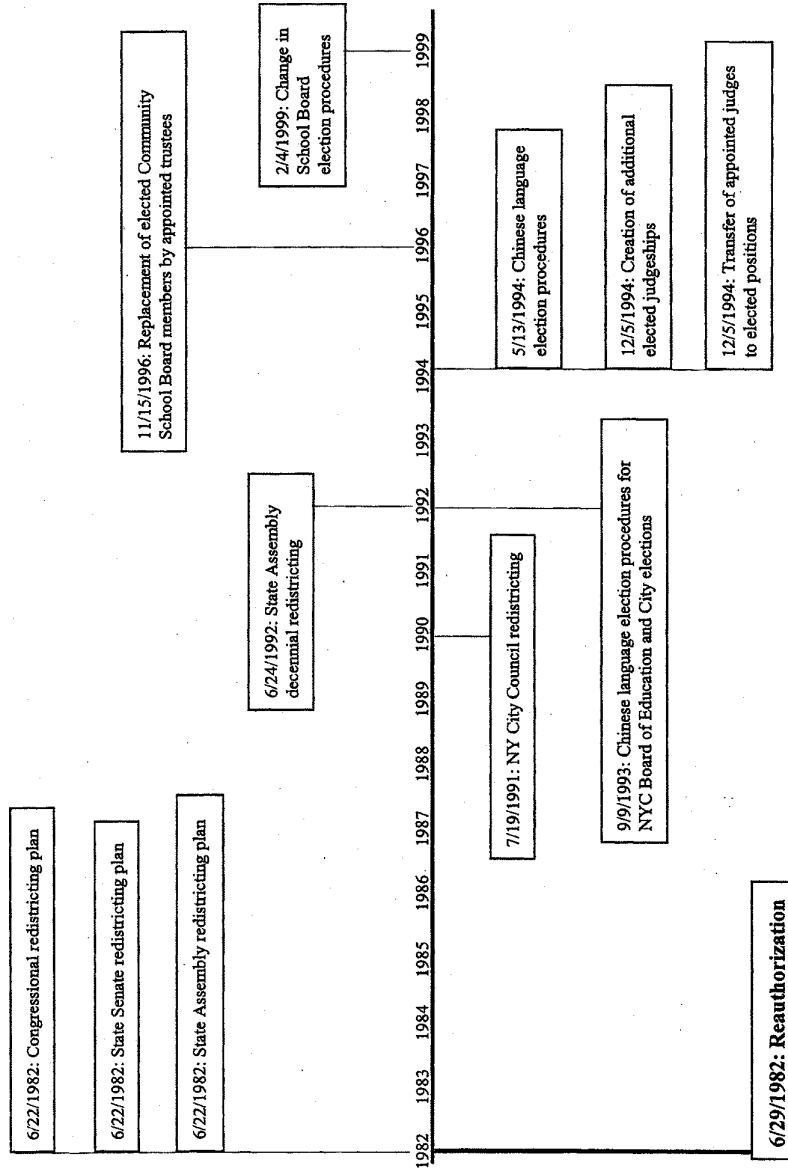 6/22/1982: Congressional redistricting plan
6/22/1982: State Senate redistricting plan
6/22/1982: State Assembly redistricting plan
11/15/1996: Replacement of elected Community
School Board members by appointed trustees
6/24/1992: State Assembly
decennial redistricting
2/4/1999: Change in
School Board
election procedures
1982 1983 1984 1985 1986 1987 1988 1989 1990 1991 1992 1993 1994 1995 1996 1997 1998 1999
7/19/1991: NY City Council redistricting
5/13/1994: Chinese language
election procedures
9/9/1993: Chinese language election procedures for
NYC Board of Education and City elections
12/5/1994: Creation of additional
elected judgeships
12/5/1994: Transfer of appointed judges
to elected positions
6/29/1982: Reauthorization